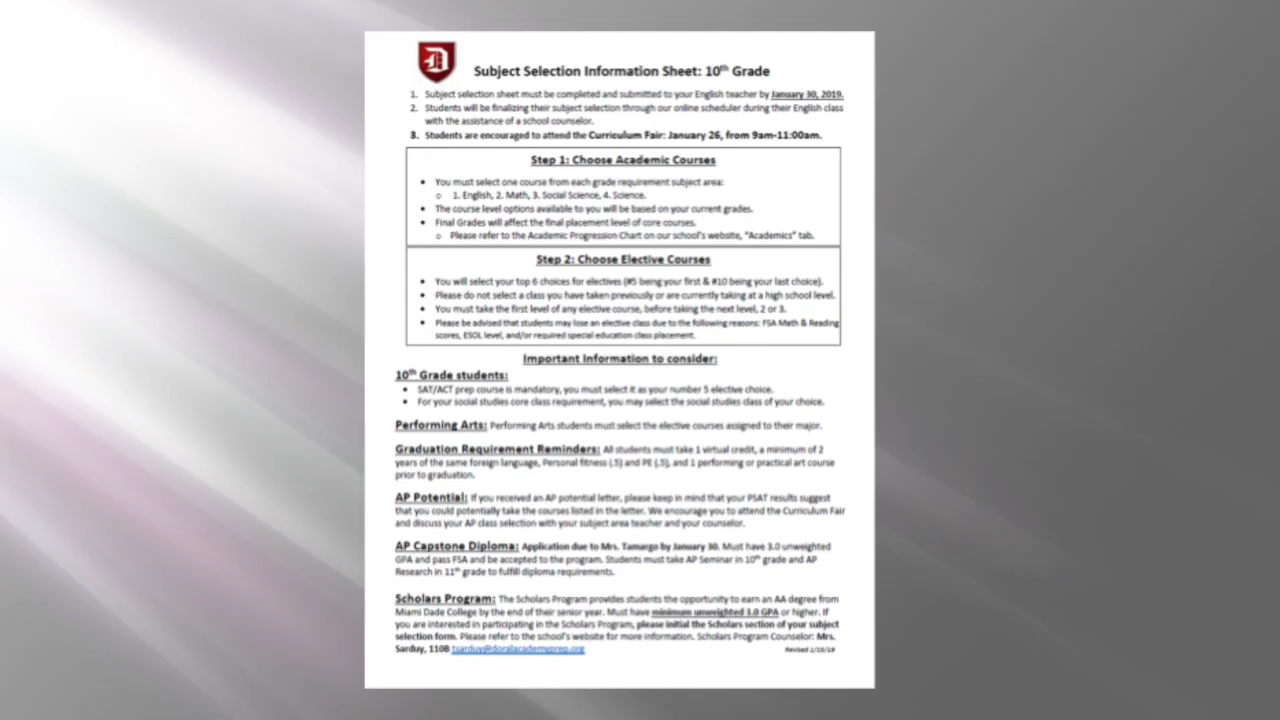 D
Subject Selection Information Sheet: 10th Grade
1. Subject selection sheet must be completed and submitted to your English teacher by January 30, 2019.
2. Students will be finalizing their subject selection through our online scheduler during their English class
with the assistance of a school counselor.
3. Students are encouraged to attend the Curriculum Fair: January 26, from 9am-11:00am.
Step 1: Choose Academic Courses
• You must select one course from each grade requirement subject area:
o 1. English, 2. Math, 3. Social Science, 4. Science.
• The course level options available to you will be based on your current grades.
• Final Grades will affect the final placement level of core courses.
o Please refer to the Academic Progression Chart on our school's website, "Academics" tab.
Step 2: Choose Elective Courses
• You will select your top 6 choices for electives (#5 being your first & #10 being your last choice).
• Please do not select a class you have taken previously or are currently taking at a high school level.
• You must take the first level of any elective course, before taking the next level, 2 or 3.
• Please be advised that students may lose an elective class due to the following reasons: FSA Math & Reading
scores, ESOL level, and/or required special education class placement.
Important Information to consider:
10th Grade students:
• SAT/ACT prep course is mandatory, you must select it as your number 5 elective choice.
• For your social studies core class requirement, you may select the social studies class of your choice.
Performing Arts: Performing Arts students must select the elective courses assigned to their major.
Graduation Requirement Reminders: All students must take 1 virtual credit, a minimum of 2
years of the same foreign language, Personal fitness (.5) and PE (.5), and 1 performing or practical art course
prior to graduation.
AP Potential: If you received an AP potential letter, please keep in mind that your PSAT results suggest
that you could potentially take the courses listed in the letter. We encourage you to attend the Curriculum Fair
and discuss your AP class selection with your subject area teacher and your counselor.
AP Capstone Diploma: Application due to Mrs. Tamargo by January 30. Must have 3.0 unweighted
GPA and pass FSA and be accepted to the program. Students must take AP Seminar in 10th grade and AP
Research in 11th grade to fulfill diploma requirements.
Scholars Program: The Scholars Program provides students the opportunity to earn an AA degree from
Miami Dade College by the end of their senior year. Must have minimum unweighted 3.0 GPA or higher. If
you are interested in participating in the Scholars Program, please initial the Scholars section of your subject
selection form. Please refer to the school's website for more information. Scholars Program Counselor: Mrs.
Sarduy, 110B tsarduy@doralacademyprep.org
Revised 1/15/19